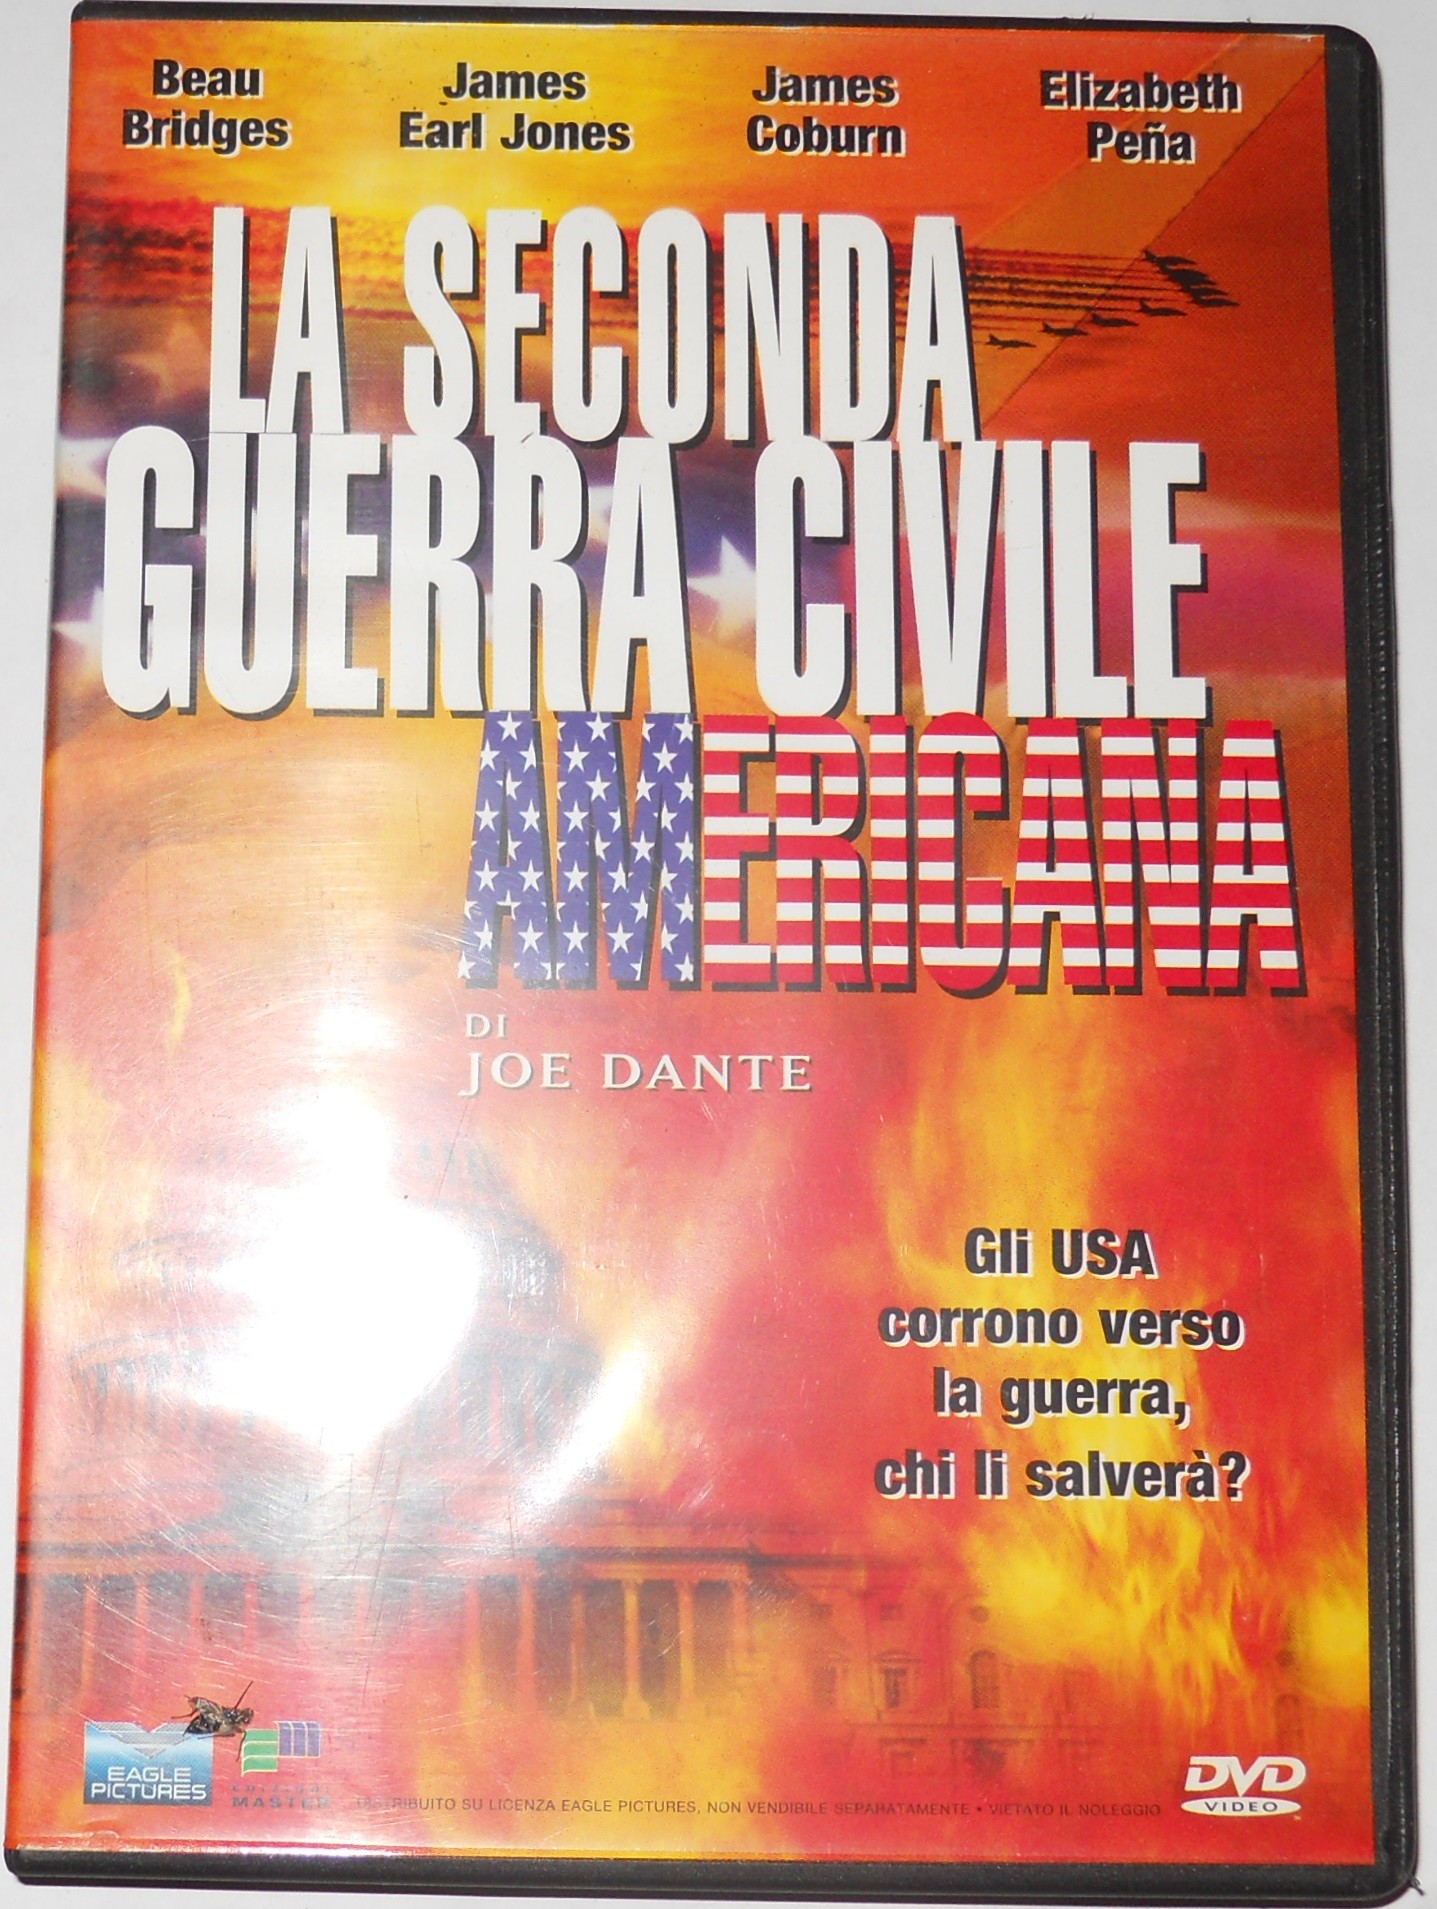 Beau Bridges
James Earl Jones
James Coburn
Elizabeth Peña
LA SECONDA
GUERRA CIVILE
AMERICANA
DI
JOE DANTE
Gli USA
corrono verso
la guerra,
chi li salverà?
EAGLE
PICTURES
em
EDIZIONI
MASTER
DISTRIBUITO SU LICENZA EAGLE PICTURES, NON VENDIBILE SEPARATAMENTE • VIETATO IL NOLEGGIO
DVD
VIDEO